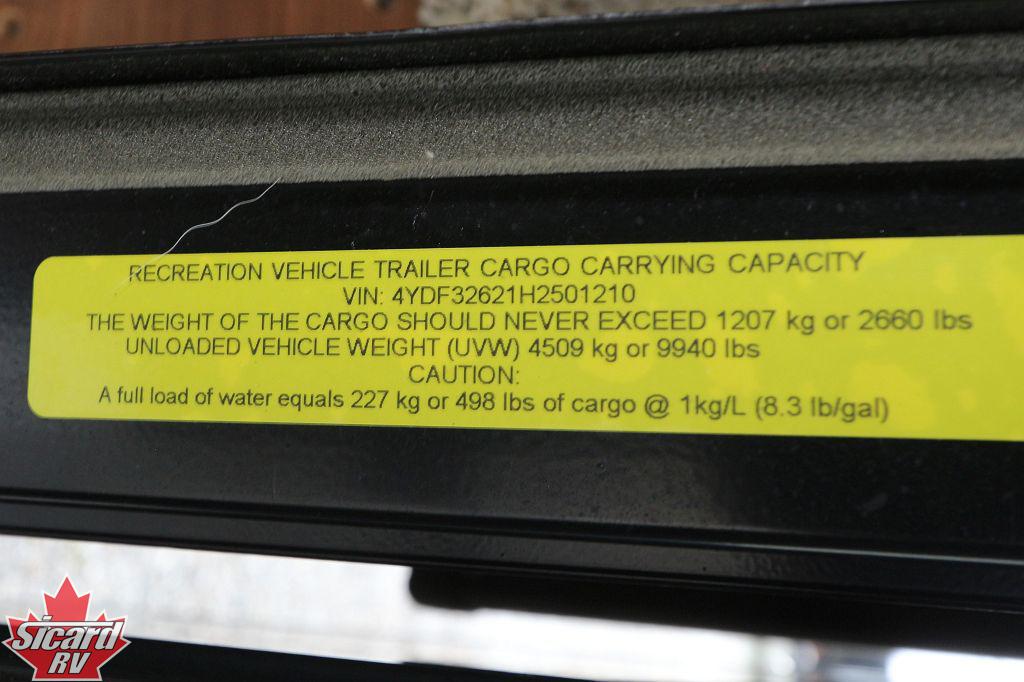 RECREATION VEHICLE TRAILER CARGO CARRYING CAPACITY
VIN: 4YDF32621H2501210
THE WEIGHT OF THE CARGO SHOULD NEVER EXCEED 1207 kg or 2660 lbs
UNLOADED VEHICLE WEIGHT (UVW) 4509 kg or 9940 lbs
CAUTION:
A full load of water equals 227 kg or 498 lbs of cargo @ 1kg/L (8.3 lb/gal)
Sicard
RV